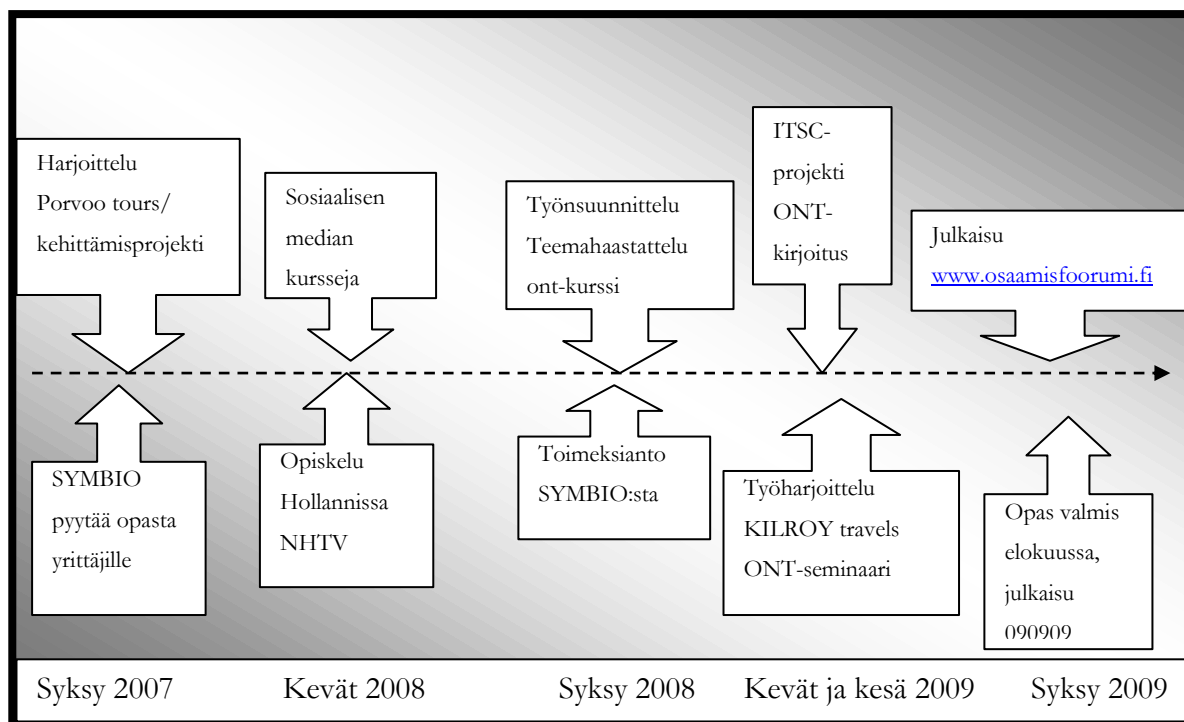 Harjoittelu
Porvoo tours/
kehittämisprojekti
Sosiaalisen
median
kursseja
Työnsuunnittelu
Teemahaastattelu
ont-kurssi
ITSC-
projekti
ONT-
kirjoitus
Julkaisu
www.osaamisfoorumi.fi
SYMBIO
pyytää opasta
yrittäjille
Opiskelu
Hollannissa
NHTV
Toimeksianto
SYMBIO:sta
Työharjoittelu
KILROY travels
ONT-seminaari
Opas valmis
elokuussa,
julkaisu
090909
Syksy 2007
Kevät 2008
Syksy 2008
Kevät ja kesä 2009
Syksy 2009